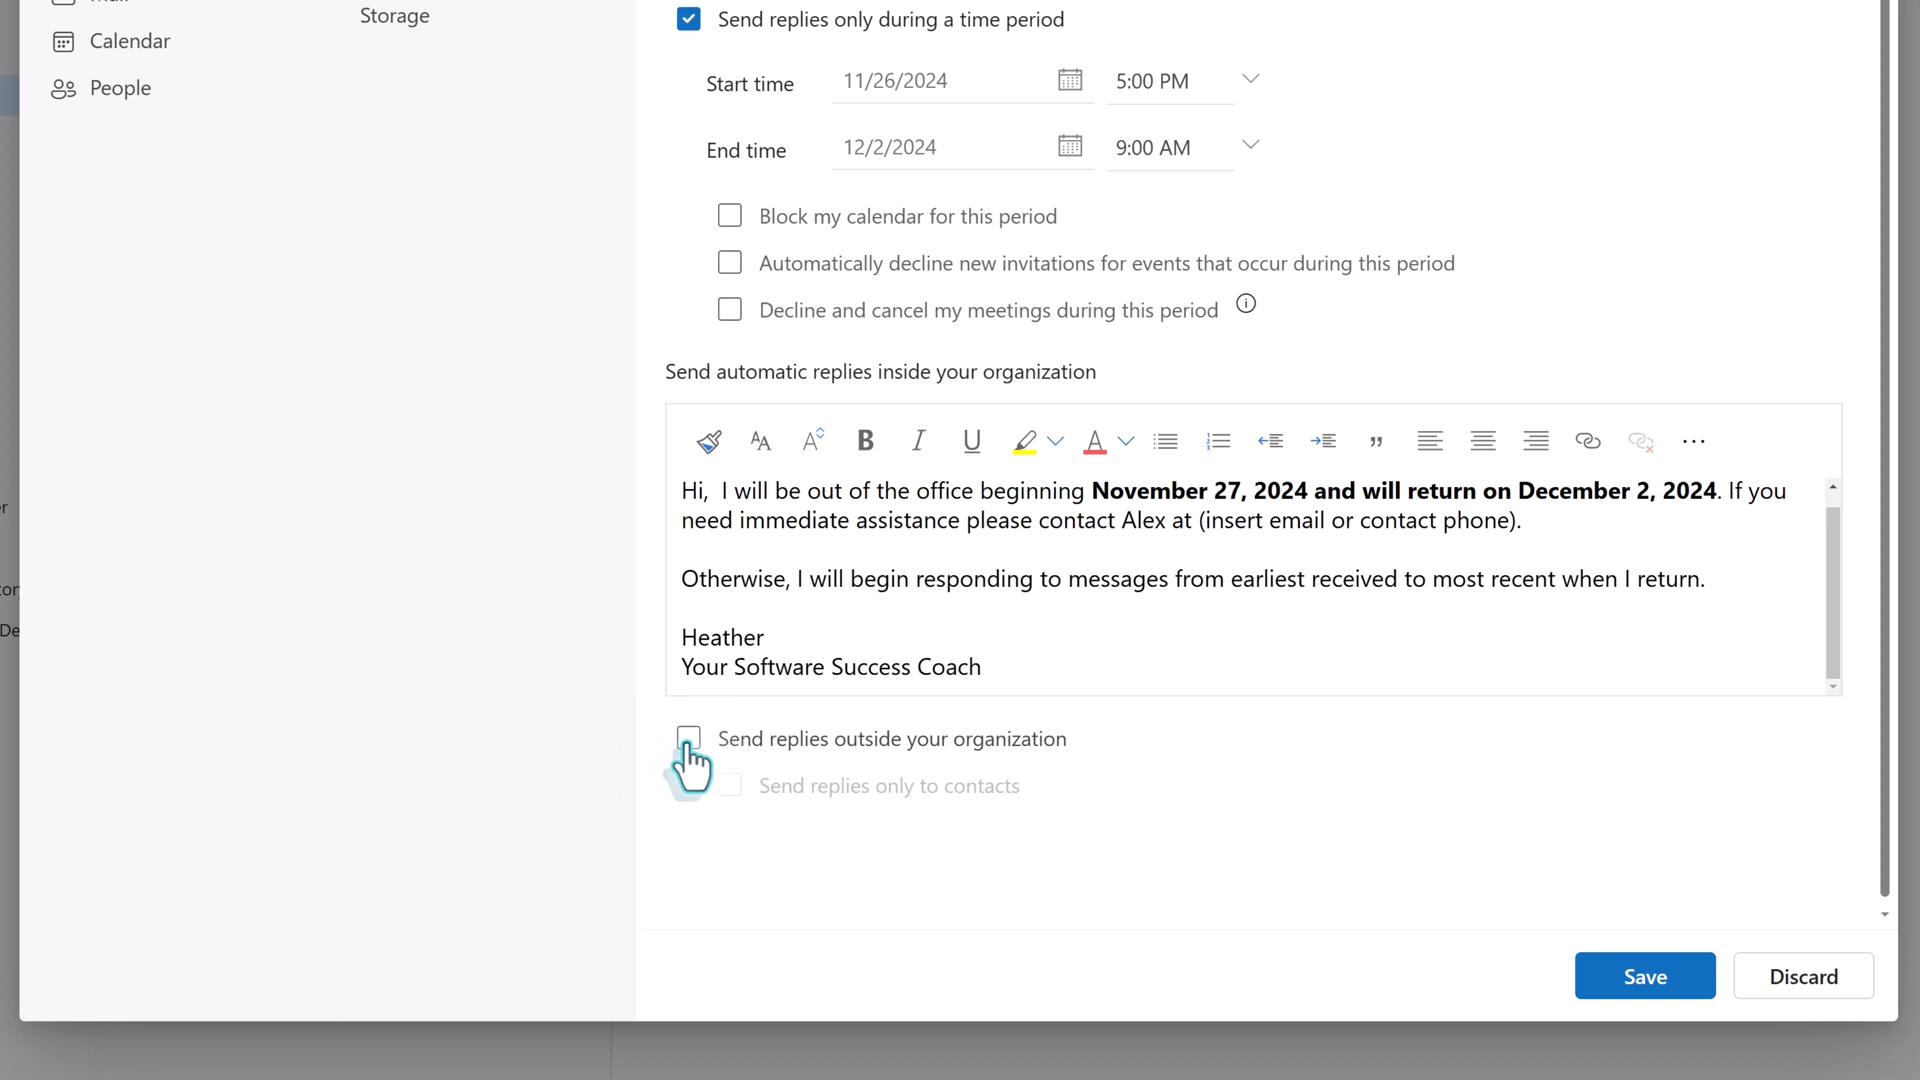 Storage
Calendar
People
Send replies only during a time period
Start time 11/26/2024 5:00 PM
End time 12/2/2024 9:00 AM
Block my calendar for this period
Automatically decline new invitations for events that occur during this period
Decline and cancel my meetings during this period
Send automatic replies inside your organization
Hi,  I will be out of the office beginning November 27, 2024 and will return on December 2, 2024. If you
need immediate assistance please contact Alex at (insert email or contact phone).
Otherwise, I will begin responding to messages from earliest received to most recent when I return.
Heather
Your Software Success Coach
Send replies outside your organization
Send replies only to contacts
Save
Discard